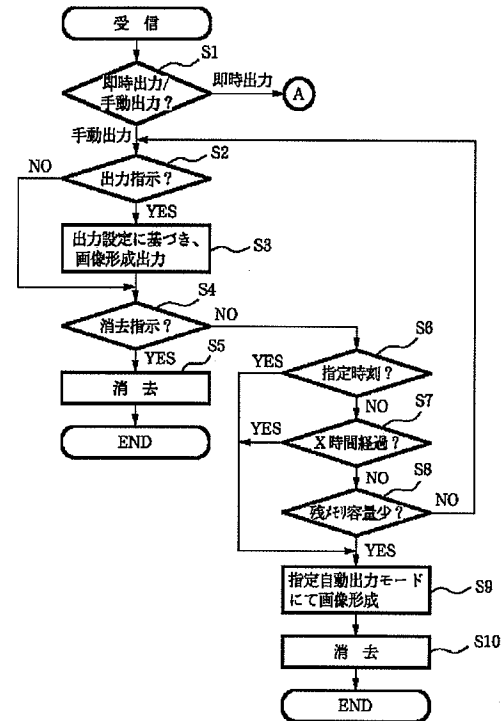 受 信
S1
即時出力/
手動出力？
即時出力
A
手動出力
S2
NO
出力指示？
YES
出力設定に基づき、
画像形成出力
S3
S4
消去指示？
NO
YES
S5
消 去
END
S6
YES
指定時刻？
NO
S7
YES
X時間経過？
NO
S8
残メモリ容量少？
NO
YES
指定自動出力モード
にて画像形成
S9
消 去
S10
END